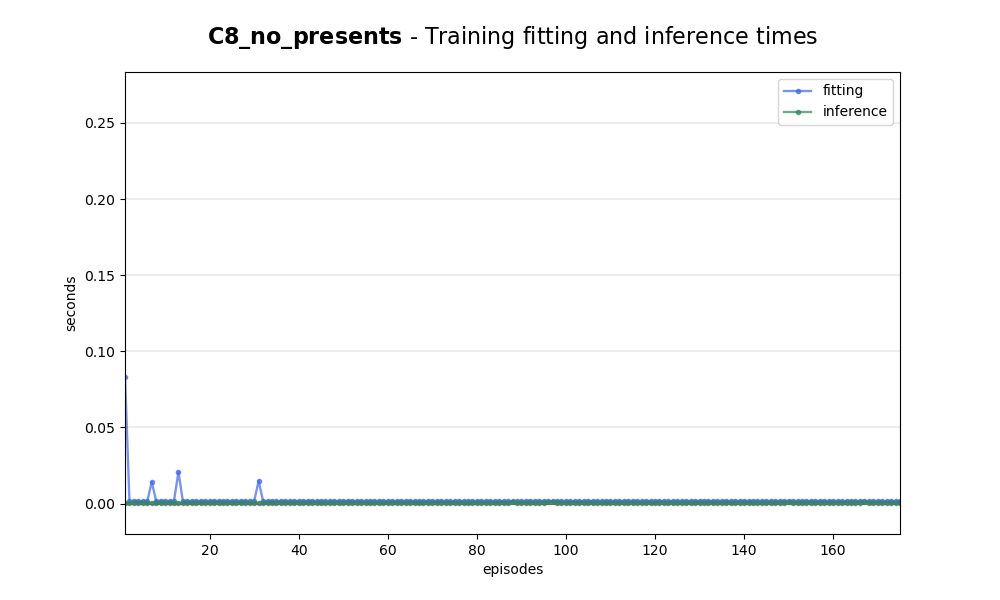 C8_no_presents - Training fitting and inference times
fitting
inference
0.25
0.20
0.15
0.10
0.05
0.00
seconds
20 40 60 80 100 120 140 160
episodes